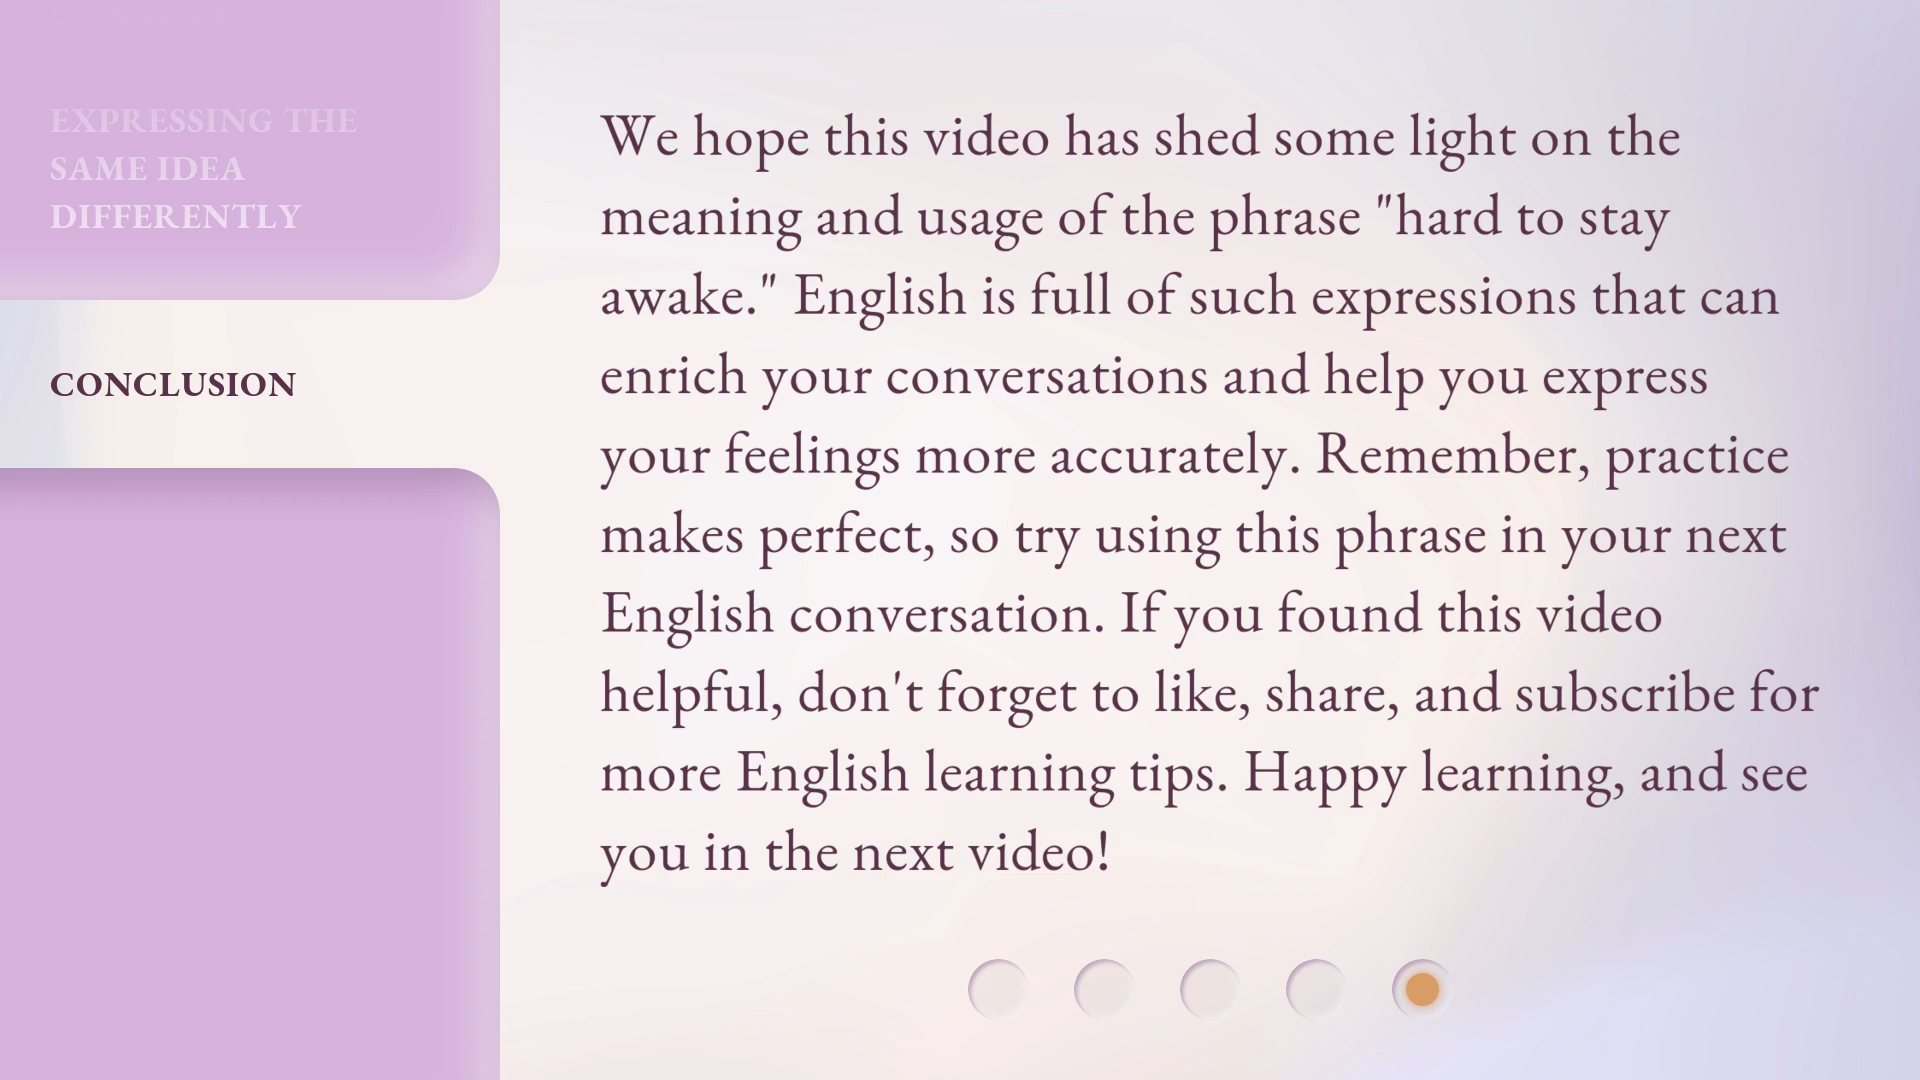 EXPRESSING THE
SAME IDEA
DIFFERENTLY
CONCLUSION
We hope this video has shed some light on the
meaning and usage of the phrase "hard to stay
awake." English is full of such expressions that can
enrich your conversations and help you express
your feelings more accurately. Remember, practice
makes perfect, so try using this phrase in your next
English conversation. If you found this video
helpful, don't forget to like, share, and subscribe for
more English learning tips. Happy learning, and see
you in the next video!